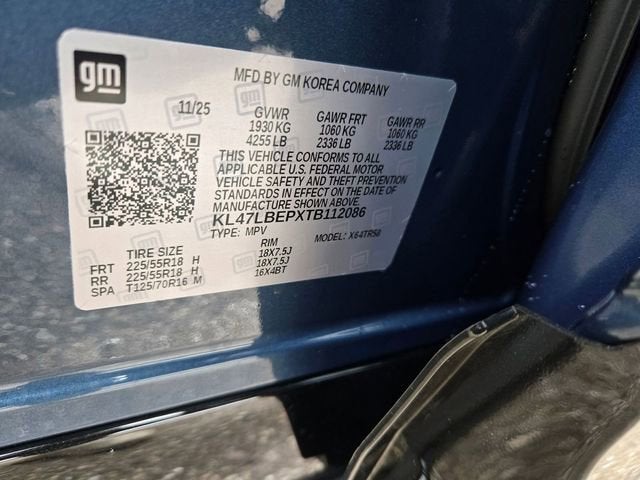 gm
MFD BY GM KOREA COMPANY
11/25 GVWR GAWR FRT GAWR RR
1930 KG 1060 KG 1060 KG
4255 LB 2336 LB 2336 LB
THIS VEHICLE CONFORMS TO ALL
APPLICABLE U.S. FEDERAL MOTOR
VEHICLE SAFETY AND THEFT PREVENTION
STANDARDS IN EFFECT ON THE DATE OF
MANUFACTURE SHOWN ABOVE.
KL47LBEPXTB112086
TYPE: MPV MODEL: X64TR58
TIRE SIZE RIM
FRT 225/55R18 H 18X7.5J
RR 225/55R18 H 18X7.5J
SPA T125/70R16 M 16X4BT